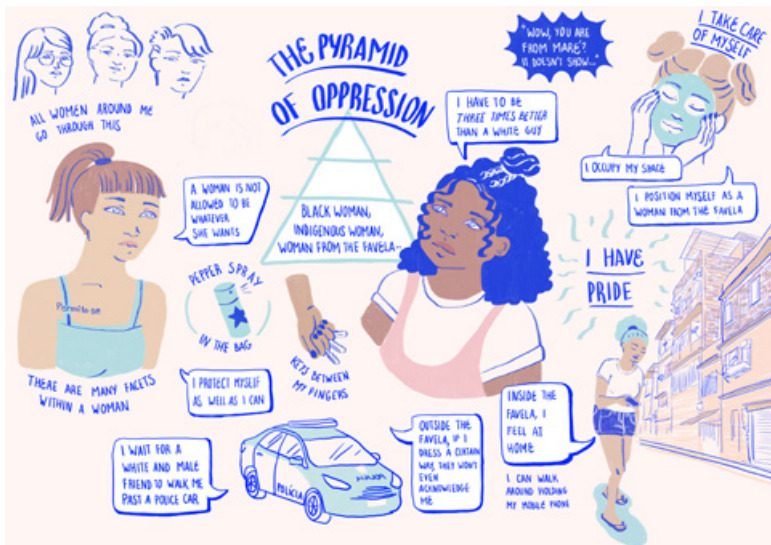 ALL WOMEN AROUND ME
GO THROUGH THIS
THE PYRAMID
OF OPPRESSION
"WOW, YOU ARE
FROM MARÉ?
IT DOESN'T SHOW..."
I TAKE CARE
OF MYSELF
I HAVE TO BE
THREE TIMES BETTER
THAN A WHITE GUY
I OCCUPY MY SPACE
I POSITION MYSELF AS A
WOMAN FROM THE FAVELA
A WOMAN IS NOT
ALLOWED TO BE
WHATEVER
SHE WANTS
BLACK WOMAN,
INDIGENOUS WOMAN,
WOMAN FROM THE FAVELA...
I HAVE
PRIDE
PEPPER SPRAY
IN THE BAG
Permita-se
KEYS BETWEEN
MY FINGERS
THERE ARE MANY FACETS
WITHIN A WOMAN
I PROTECT MYSELF
AS WELL AS I CAN
I WAIT FOR A
WHITE AND MALE
FRIEND TO WALK ME
PAST A POLICE CAR
POLÍCIA
OUTSIDE THE
FAVELA, IF I
DRESS A CERTAIN
WAY, THEY WON'T
EVEN
ACKNOWLEDGE
ME
INSIDE THE
FAVELA, I
FEEL AT
HOME
I CAN WALK
AROUND HOLDING
MY MOBILE PHONE